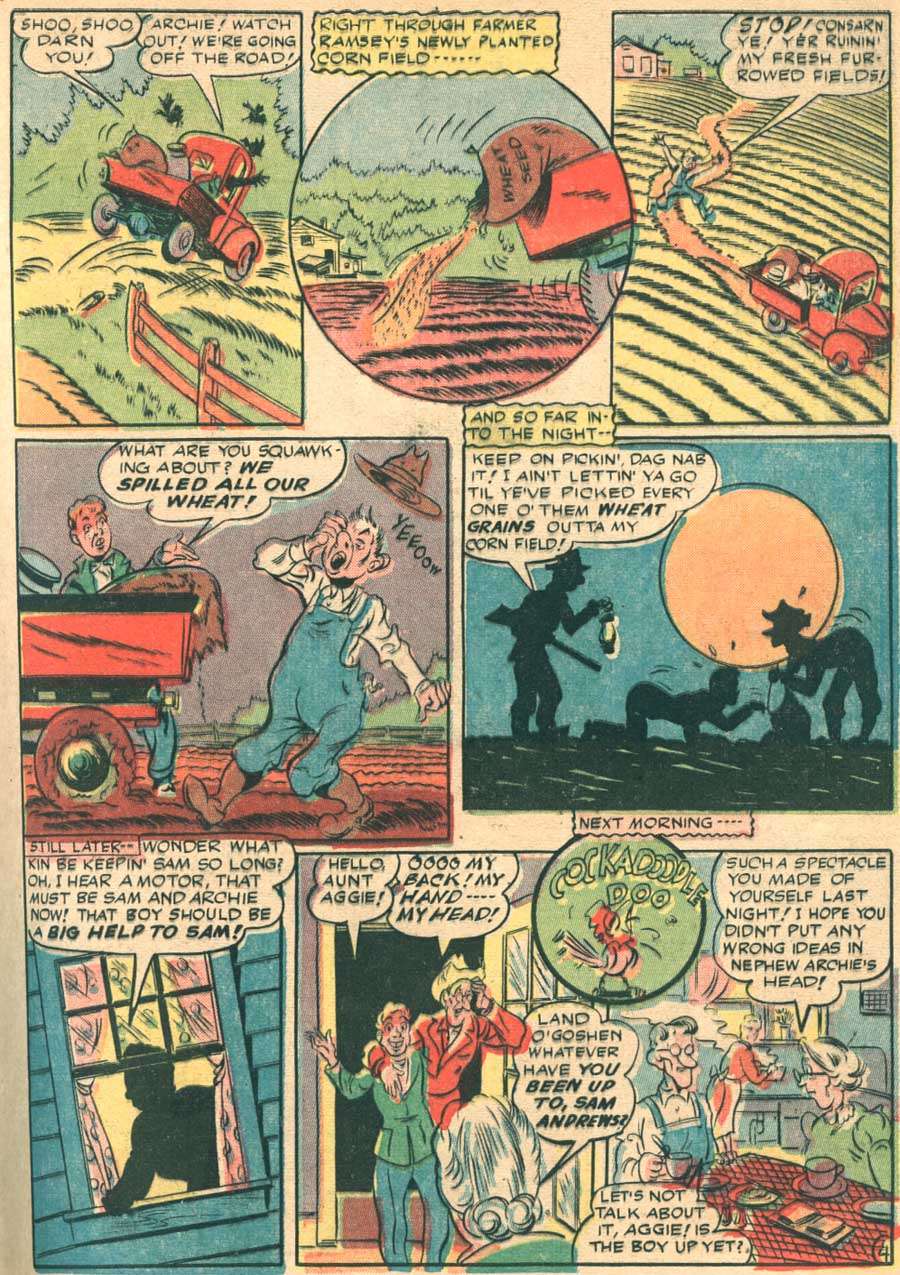 SHOO, SHOO
DARN
YOU!
ARCHIE! WATCH
OUT! WE'RE GOING
OFF THE ROAD!
RIGHT THROUGH FARMER
RAMSEY'S NEWLY PLANTED
CORN FIELD------
WHEAT
SEED
STOP! CONSARN
YE! YER RUININ'
MY FRESH FUR-
ROWED FIELDS!
WHAT ARE YOU SQUAWK-
ING ABOUT? WE
SPILLED ALL OUR
WHEAT!
YEEOOW
AND SO FAR IN-
TO THE NIGHT--
KEEP ON PICKIN', DAG NAB
IT! I AIN'T LETTIN' YA GO
TIL YE'VE PICKED EVERY
ONE O' THEM WHEAT
GRAINS OUTTA MY
CORN FIELD!
STILL LATER--
WONDER WHAT
KIN BE KEEPIN' SAM SO LONG?
OH, I HEAR A MOTOR, THAT
MUST BE SAM AND ARCHIE
NOW! THAT BOY SHOULD BE
A BIG HELP TO SAM!
HELLO,
AUNT
AGGIE!
OOOO MY
BACK! MY
HAND----
MY HEAD!
LAND
O'GOSHEN
WHATEVER
HAVE YOU
BEEN UP
TO, SAM
ANDREWS?
NEXT MORNING----
COCKADOODLE
DOO
SUCH A SPECTACLE
YOU MADE OF
YOURSELF LAST
NIGHT! I HOPE YOU
DIDN'T PUT ANY
WRONG IDEAS IN
NEPHEW ARCHIE'S
HEAD!
LET'S NOT
TALK ABOUT
IT, AGGIE! IS
THE BOY UP YET?
4